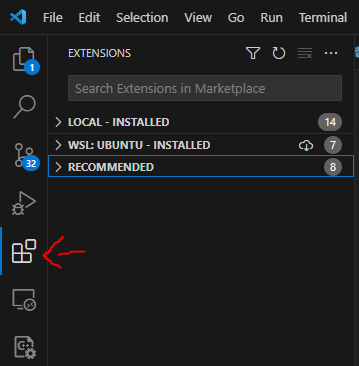 File Edit Selection View Go Run Terminal
EXTENSIONS
1
Search Extensions in Marketplace
LOCAL - INSTALLED 14
WSL: UBUNTU - INSTALLED 7
32
RECOMMENDED 8
C++